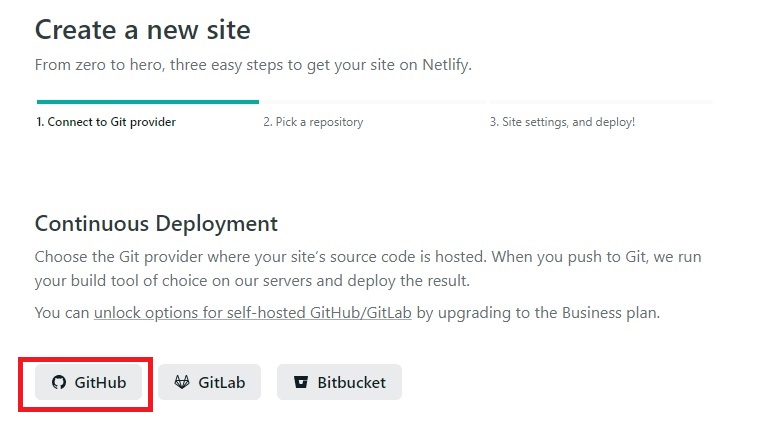 Create a new site
From zero to hero, three easy steps to get your site on Netlify.
1. Connect to Git provider
2. Pick a repository
3. Site settings, and deploy!
Continuous Deployment
Choose the Git provider where your site's source code is hosted. When you push to Git, we run
your build tool of choice on our servers and deploy the result.
You can unlock options for self-hosted GitHub/GitLab by upgrading to the Business plan.
GitHub
GitLab
Bitbucket